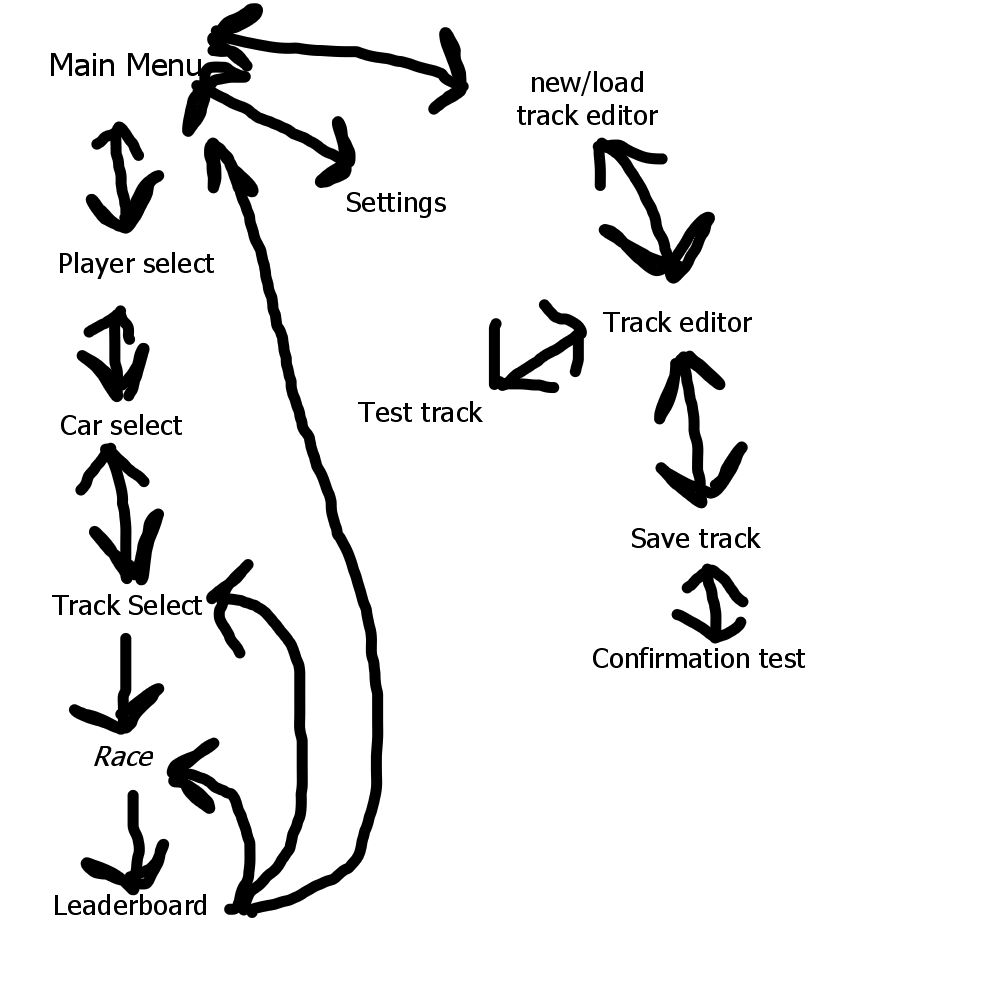 Main Menu
new/load
track editor
Settings
Player select
Track editor
Test track
Car select
Save track
Track Select
Confirmation test
Race
Leaderboard